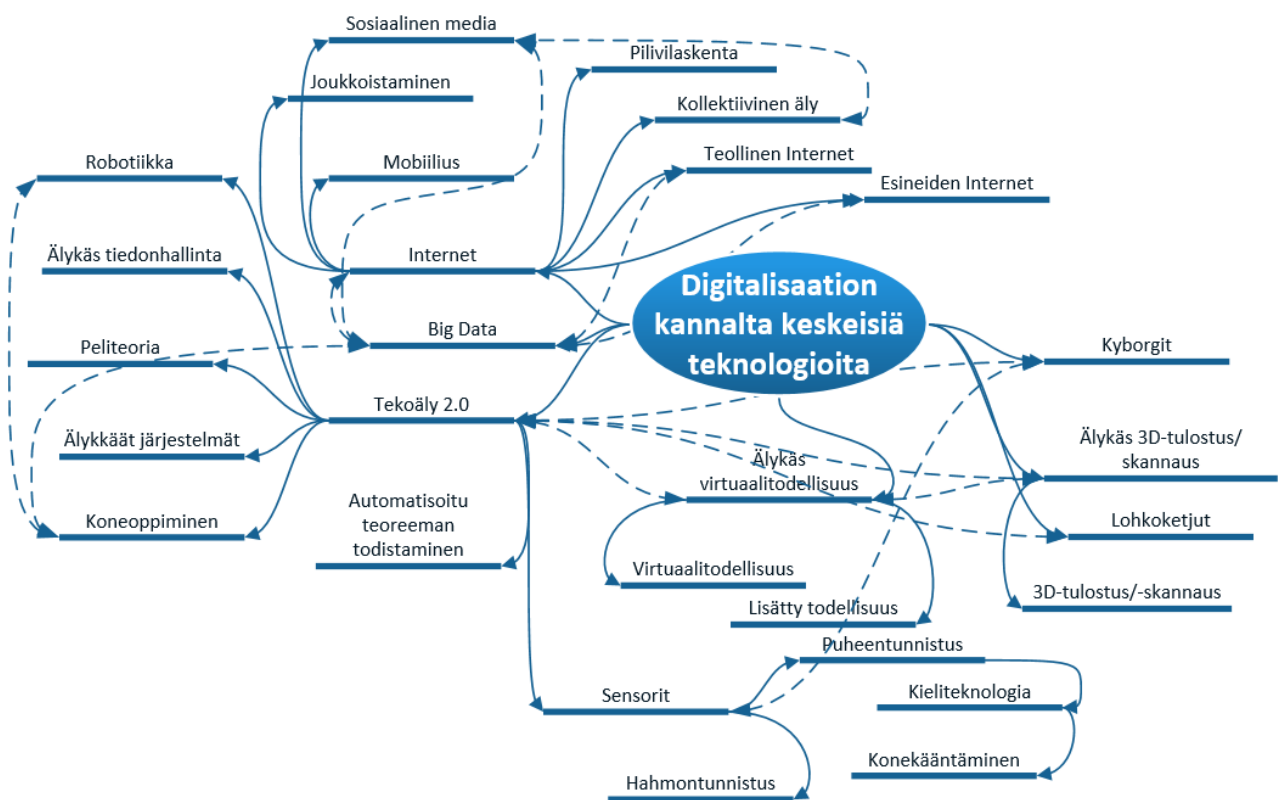 Sosiaalinen media
Pilivilaskenta
Joukkoistaminen
Kollektiivinen äly
Robotiikka
Mobiilius
Teollinen Internet
Esineiden Internet
Älykäs tiedonhallinta
Internet
Digitalisaation
kannalta keskeisiä
teknologioita
Peliteoria
Big Data
Kyborgit
Tekoäly 2.0
Älykkäät järjestelmät
Älykäs
virtuaalitodellisuus
Älykäs 3D-tulostus/
skannaus
Koneoppiminen
Automatisoitu
teoreeman
todistaminen
Lohkoketjut
Virtuaalitodellisuus
3D-tulostus/-skannaus
Lisätty todellisuus
Puheentunnistus
Sensorit
Kieliteknologia
Konekääntäminen
Hahmontunnistus